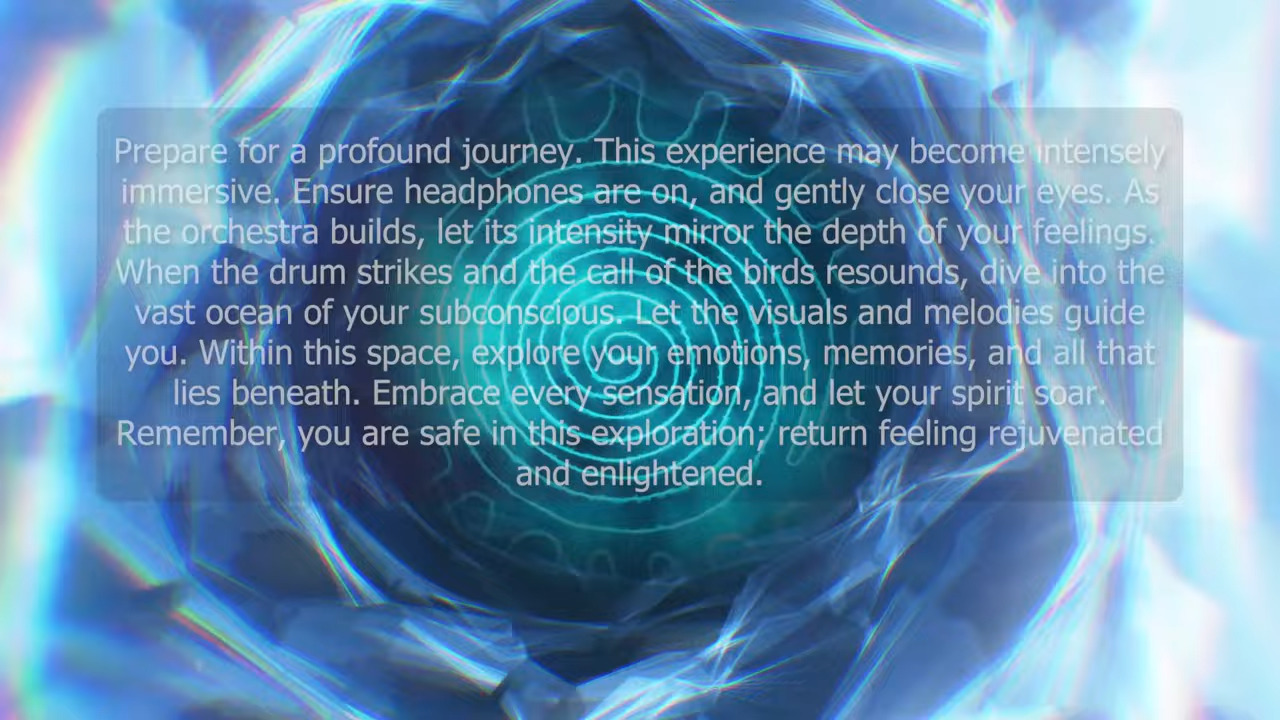 Prepare for a profound journey. This experience may become intensely
immersive. Ensure headphones are on, and gently close your eyes. As
the orchestra builds, let its intensity mirror the depth of your feelings.
When the drum strikes and the call of the birds resounds, dive into the
vast ocean of your subconscious. Let the visuals and melodies guide
you. Within this space, explore your emotions, memories, and all that
lies beneath. Embrace every sensation, and let your spirit soar.
Remember, you are safe in this exploration; return feeling rejuvenated
and enlightened.